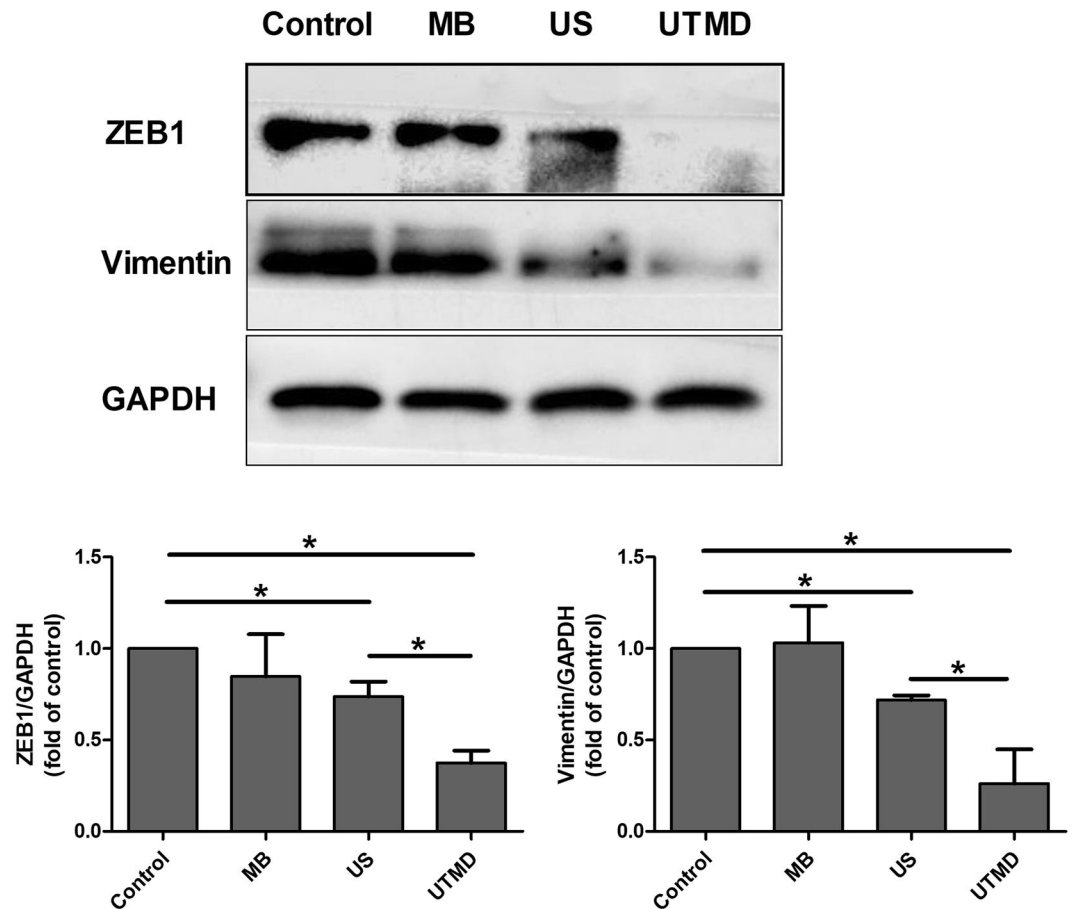 Control MB US UTMD
ZEB1
Vimentin
GAPDH
*
*
*
1.5
1.0
0.5
0.0
ZEB1/GAPDH
(fold of control)
Control MB US UTMD
*
*
*
1.5
1.0
0.5
0.0
Vimentin/GAPDH
(fold of control)
Control MB US UTMD